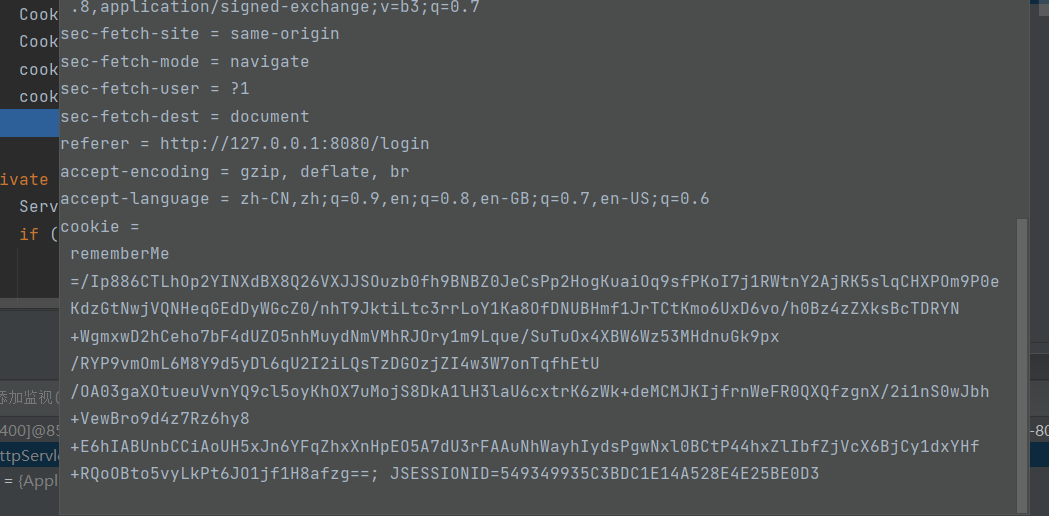 .8,application/signed-exchange;v=b3;q=0.7
Cook
sec-fetch-site = same-origin
Cook
sec-fetch-mode = navigate
cook
sec-fetch-user = ?1
cook
sec-fetch-dest = document
referer = http://127.0.0.1:8080/login
accept-encoding = gzip, deflate, br
ivate
accept-language = zh-CN,zh;q=0.9,en;q=0.8,en-GB;q=0.7,en-US;q=0.6
Serv
cookie =
if (
rememberMe
=/Ip886CTLhOp2YINXdBX8Q26VXJJSOuzb0fh9BNBZ0JeCsPp2HogKuaiOq9sfPKoI7j1RWtnY2AjRK5slqCHXPOm9P0e
KdzGtNwjVQNHeqGEdDyWGcZ0/nhT9JktiLtc3rrLoY1Ka8OfDNUBHmf1JrTCtKmo6UxD6vo/h0Bz4zZXksBcTDRYN
+WgmxwD2hCeho7bF4dUZO5nhMuydNmVMhRJOry1m9Lque/SuTuOx4XBW6Wz53MHdnuGk9px
/RYP9vmOmL6M8Y9d5yDl6qU2I2iLQsTzDGOzjZI4w3W7onTqfhEtU
/OA03gaXOtueuVvnYQ9cl5oyKhOX7uMojS8DkA1lH3laU6cxtrK6zWk+deMCMJKIjfrnWeFR0QXQfzgnX/2i1nS0wJbh
添加监视(
+VewBro9d4z7Rz6hy8
400]@85
-80
+E6hIABUnbCCiAoUH5xJn6YFqZhxXnHpEO5A7dU3rFAAuNhWayhIydsPgwNxl0BCtP44hxZlIbfZjVcX6BjCy1dxYHf
ttpServle
+RQoOBto5vyLkPt6JO1jf1H8afzg==; JSESSIONID=549349935C3BDC1E14A528E4E25BE0D3
= {Appl